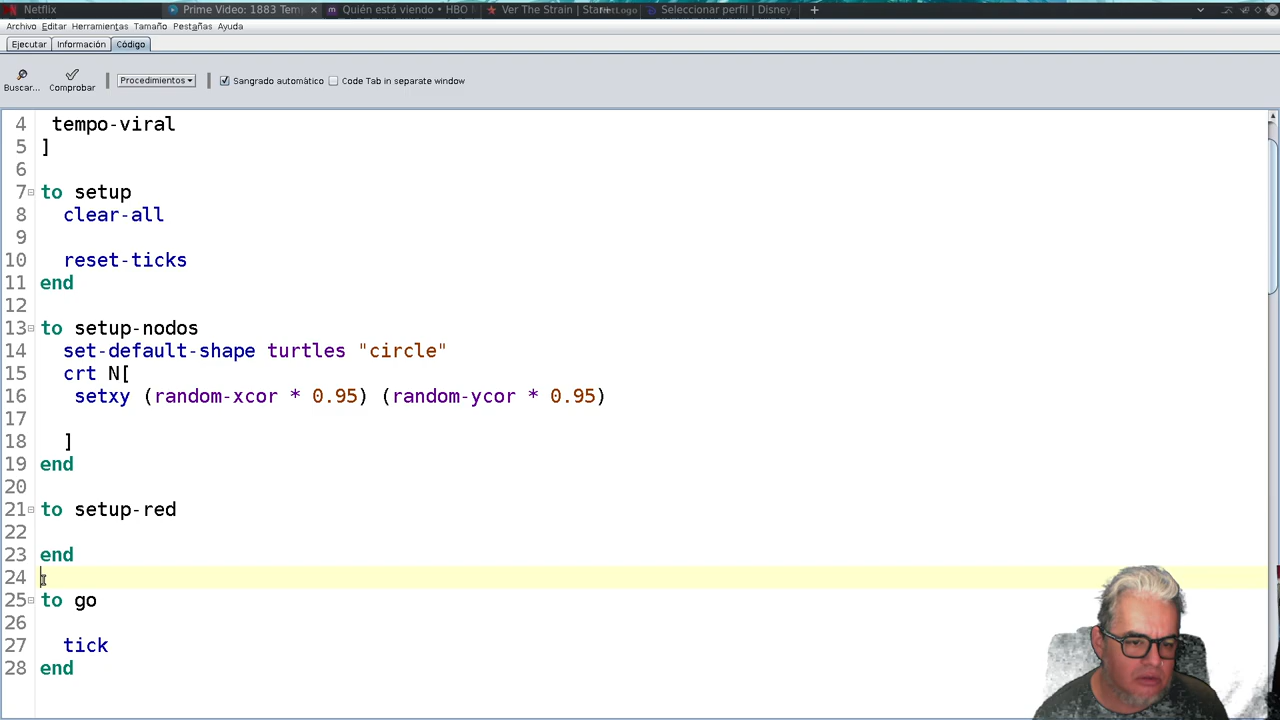 Netflix
Prime Video: 1883 Tem
Quién está viendo • HBO
Ver The Strain | Star+
NetLogo
Seleccionar perfil | Disney
Archivo Editar Herramientas Tamaño Pestañas Ayuda
Ejecutar Información Código
Buscar... Comprobar Procedimientos Sangrado automático Code Tab in separate window
4 tempo-viral
5 ]
6
7 to setup
8 clear-all
9
10 reset-ticks
11 end
12
13 to setup-nodos
14 set-default-shape turtles "circle"
15 crt N[
16 setxy (random-xcor * 0.95) (random-ycor * 0.95)
17
18 ]
19 end
20
21 to setup-red
22
23 end
24
25 to go
26
27 tick
28 end